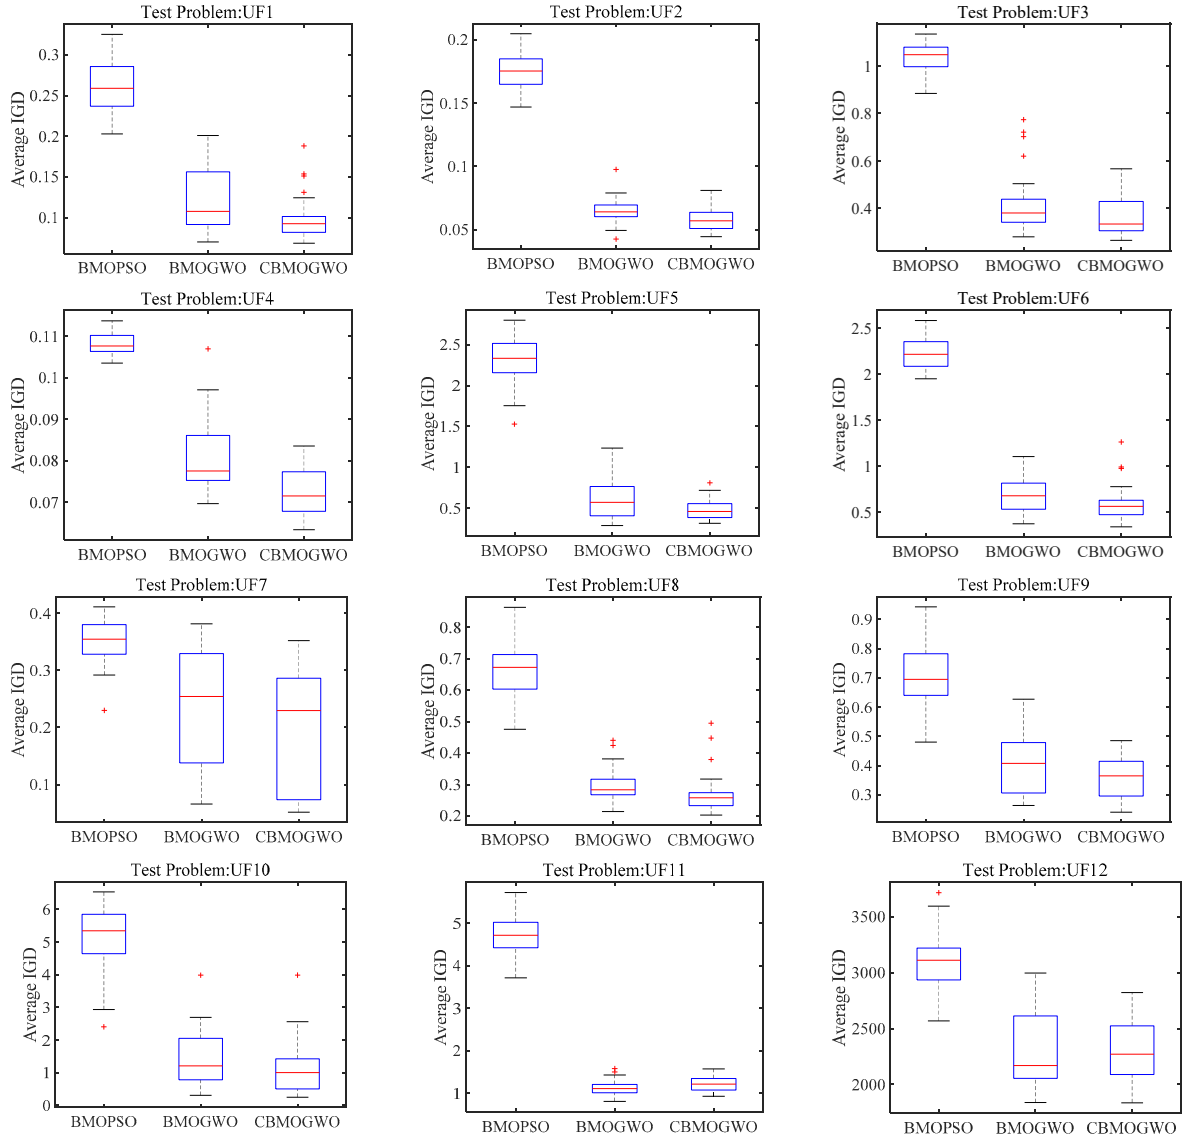 Test Problem:UF1
Average IGD
0.3
0.25
0.2
0.15
0.1
BMOPSO BMOGWO CBMOGWO
Test Problem:UF2
Average IGD
0.2
0.15
0.1
0.05
BMOPSO BMOGWO CBMOGWO
Test Problem:UF3
Average IGD
1
0.8
0.6
0.4
BMOPSO BMOGWO CBMOGWO
Test Problem:UF4
Average IGD
0.11
0.1
0.09
0.08
0.07
BMOPSO BMOGWO CBMOGWO
Test Problem:UF5
Average IGD
2.5
2
1.5
1
0.5
BMOPSO BMOGWO CBMOGWO
Test Problem:UF6
Average IGD
2.5
2
1.5
1
0.5
BMOPSO BMOGWO CBMOGWO
Test Problem:UF7
Average IGD
0.4
0.3
0.2
0.1
BMOPSO BMOGWO CBMOGWO
Test Problem:UF8
Average IGD
0.8
0.7
0.6
0.5
0.4
0.3
0.2
BMOPSO BMOGWO CBMOGWO
Test Problem:UF9
Average IGD
0.9
0.8
0.7
0.6
0.5
0.4
0.3
BMOPSO BMOGWO CBMOGWO
Test Problem:UF10
Average IGD
6
5
4
3
2
1
0
BMOPSO BMOGWO CBMOGWO
Test Problem:UF11
Average IGD
5
4
3
2
1
BMOPSO BMOGWO CBMOGWO
Test Problem:UF12
Average IGD
3500
3000
2500
2000
BMOPSO BMOGWO CBMOGWO